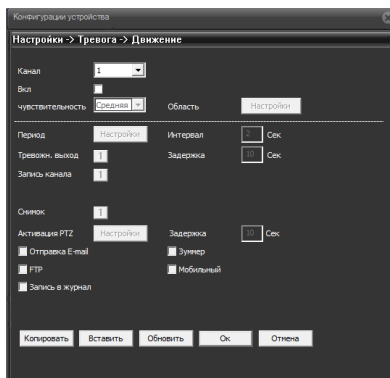 Конфигурации устройства
Настройки -> Тревога -> Движение
Канал 1
Вкл
чувствительность Средняя Область Настройки
Период Настройки Интервал 2 Сек
Тревожн. выход 1 Задержка 10 Сек
Запись канала 1
Снимок 1
Активация PTZ Настройки Задержка 10 Сек
Отправка E-mail Зуммер
FTP Мобильный
Запись в журнал
Копировать Вставить Обновить Ок Отмена